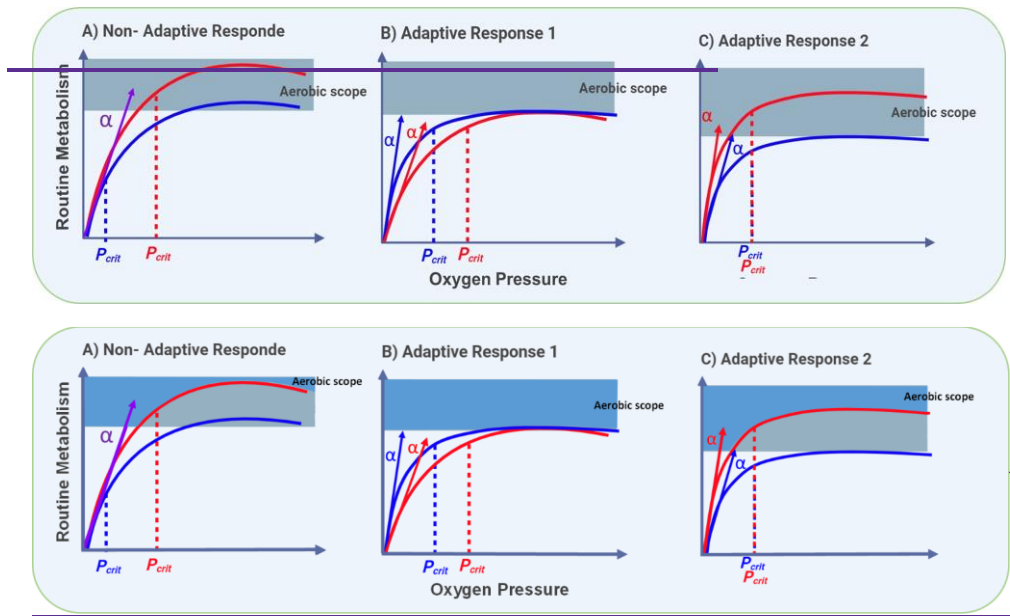 A) Non- Adaptive Responde
B) Adaptive Response 1
C) Adaptive Response 2
Routine Metabolism
Aerobic scope
Aerobic scope
Aerobic scope
α
α
α
α
α
Pcrit
Pcrit
Pcrit
Pcrit
Pcrit
Pcrit
Oxygen Pressure
A) Non- Adaptive Responde
B) Adaptive Response 1
C) Adaptive Response 2
Routine Metabolism
Aerobic scope
Aerobic scope
Aerobic scope
α
α
α
α
α
Pcrit
Pcrit
Pcrit
Pcrit
Pcrit
Pcrit
Oxygen Pressure